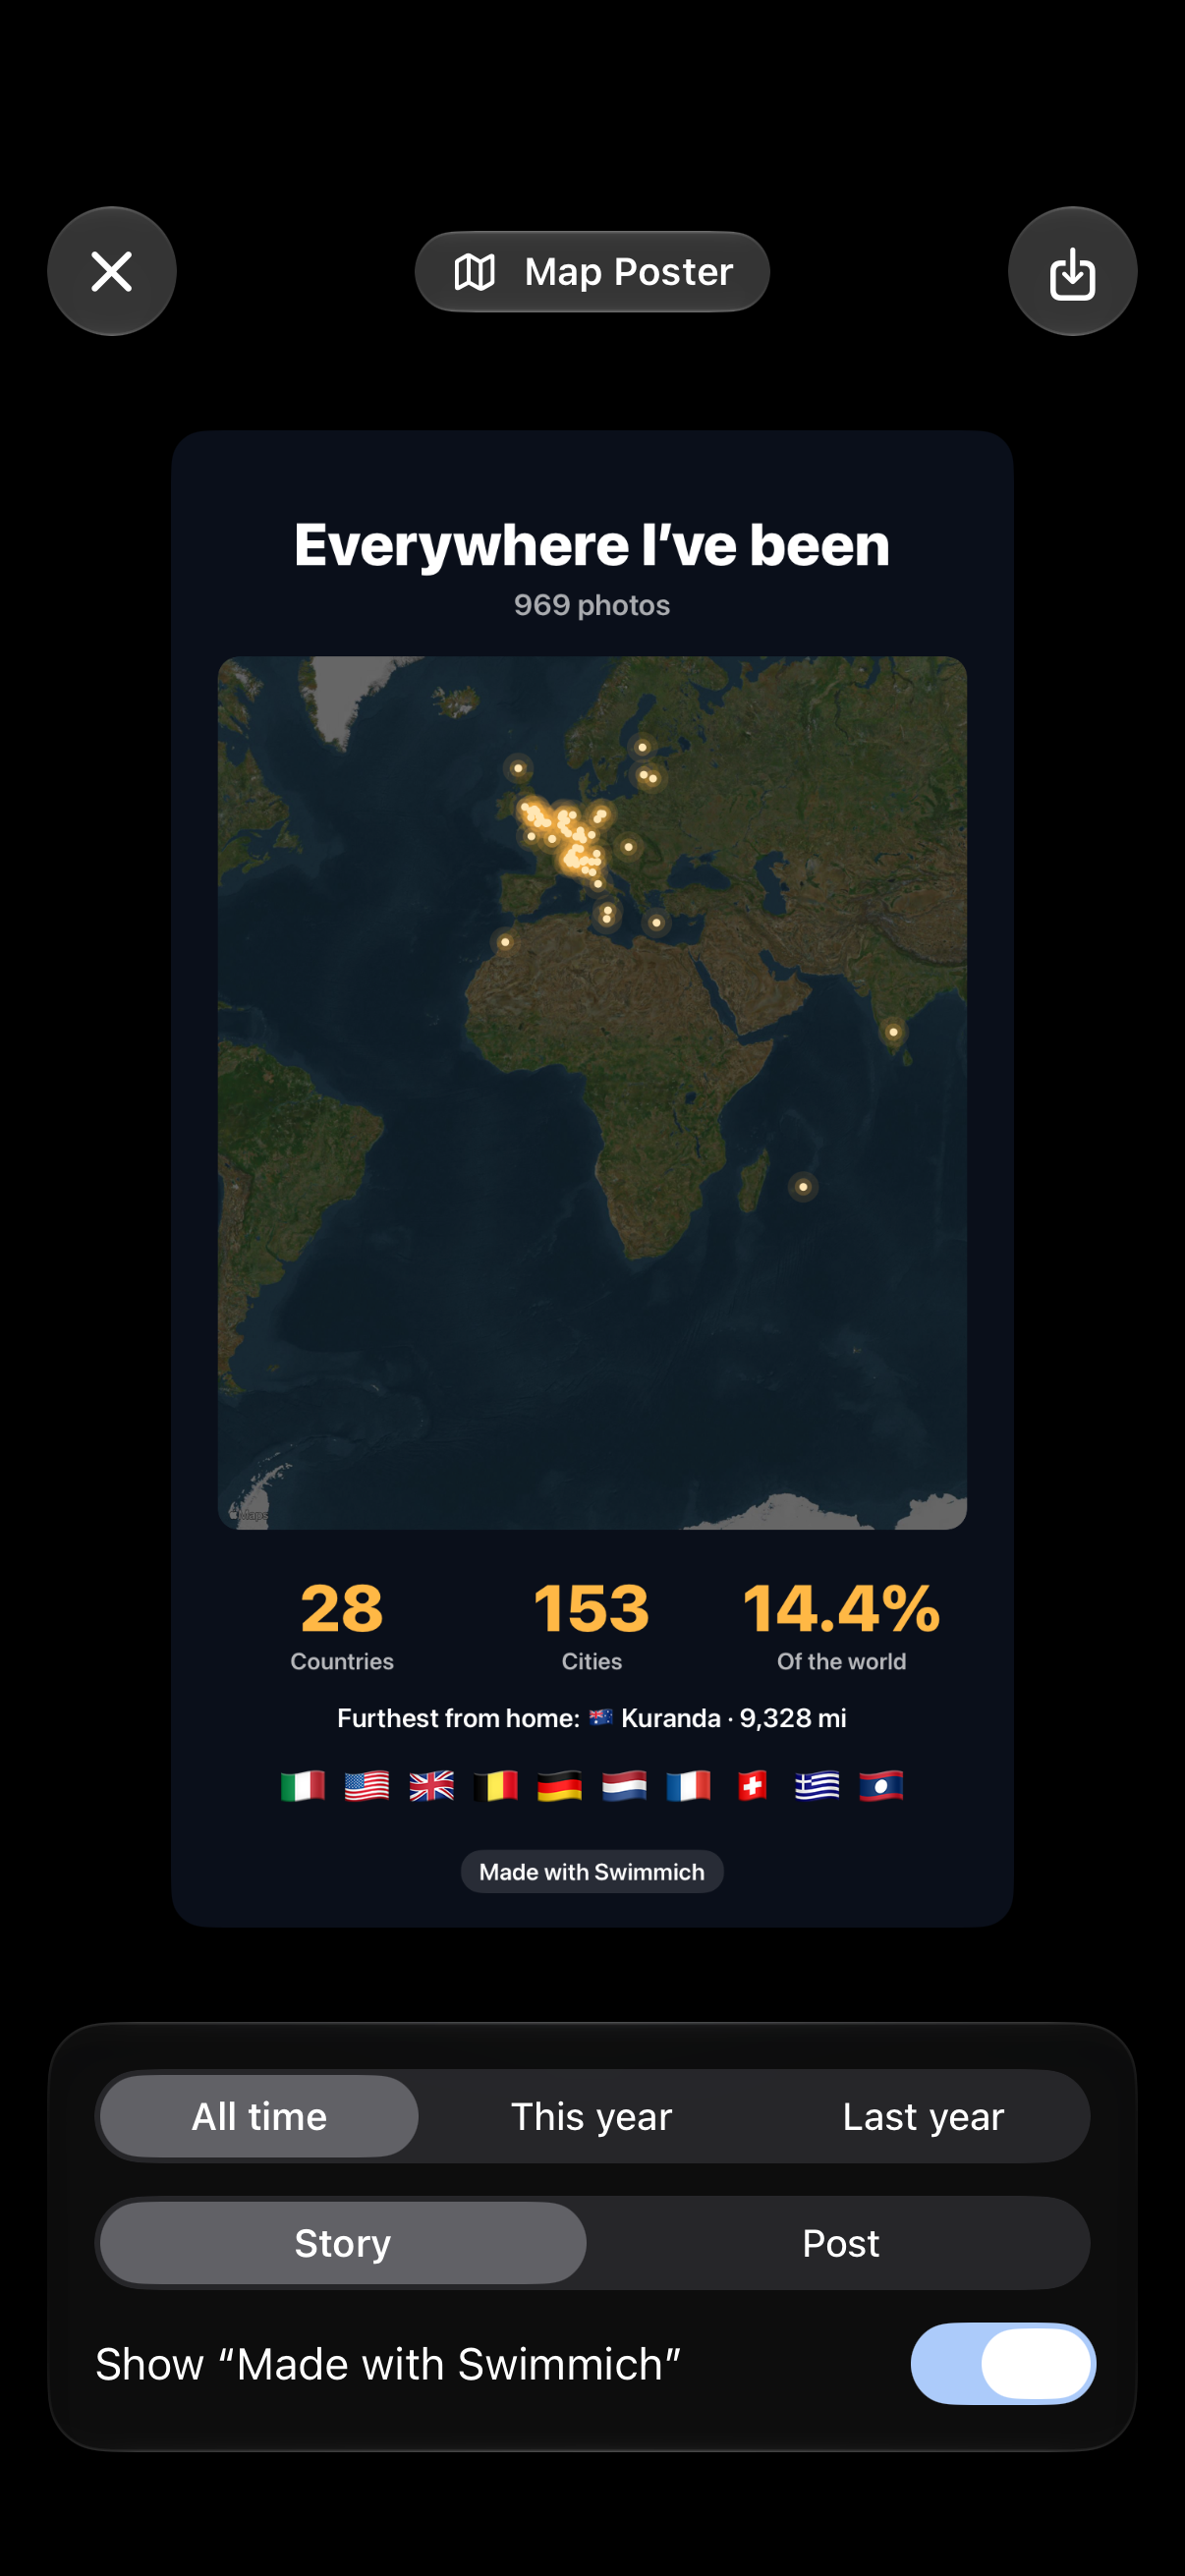 Map Poster
Everywhere I’ve been
969 photos
Maps
28
Countries
153
Cities
14.4%
Of the world
Furthest from home: 🇦🇺 Kuranda · 9,328 mi
Made with Swimmich
All time
This year
Last year
Story
Post
Show “Made with Swimmich”